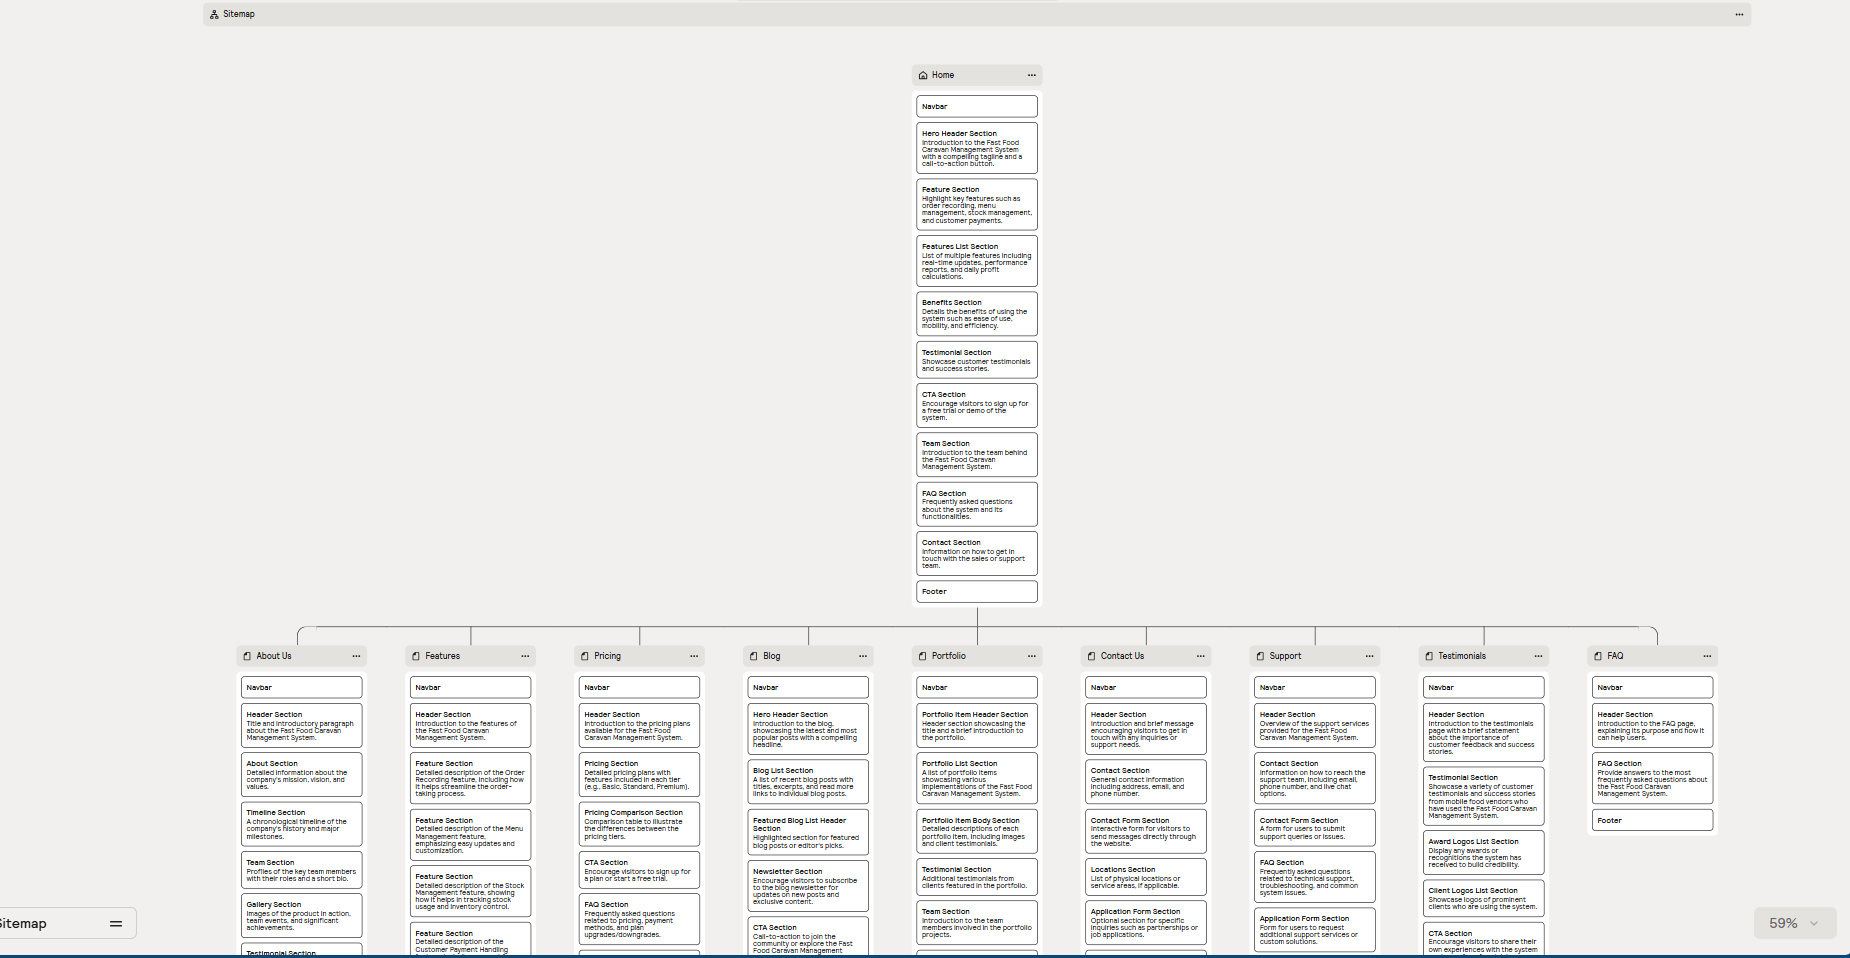 Sitemap
Home
Navbar
Hero Header Section
Introduction to the Fast Food
Caravan Management System
with a compelling tagline and a
call-to-action button.
Feature Section
Highlight key features such as
order recording, menu
management, stock management,
and customer payments.
Features List Section
List of multiple features including
real-time updates, performance
reports, and daily profit
calculations.
Benefits Section
Details the benefits of using the
system such as ease of use,
mobility, and efficiency.
Testimonial Section
Showcase customer testimonials
and success stories.
CTA Section
Encourage visitors to sign up for
a free trial or demo of the
system.
Team Section
Introduction to the team behind
the Fast Food Caravan
Management System.
FAQ Section
Frequently asked questions
about the system and its
functionalities.
Contact Section
Information on how to get in
touch with the sales or support
team.
Footer
About Us
Navbar
Header Section
Title and introductory paragraph
about the Fast Food Caravan
Management System.
About Section
Detailed information about the
company's mission, vision, and
values.
Timeline Section
A chronological timeline of the
company's history and major
milestones.
Team Section
Profiles of the key team members
with their roles and a short bio.
Gallery Section
Images of the product in action,
team events, and significant
achievements.
Testimonial Section
Features
Navbar
Header Section
Introduction to the features of
the Fast Food Caravan
Management System.
Feature Section
Detailed description of the Order
Recording feature, including how
it helps streamline the order-
taking process.
Feature Section
Detailed description of the Menu
Management feature,
emphasizing easy updates and
customization.
Feature Section
Detailed description of the Stock
Management feature, showing
how it helps in tracking stock
usage and inventory control.
Feature Section
Detailed description of the
Customer Payment Handling
Pricing
Navbar
Header Section
Introduction to the pricing plans
available for the Fast Food
Caravan Management System.
Pricing Section
Detailed pricing plans with
features included in each tier
(e.g., Basic, Standard, Premium).
Pricing Comparison Section
Comparison table to illustrate
the differences between the
pricing tiers.
CTA Section
Encourage visitors to sign up for
a plan or start a free trial.
FAQ Section
Frequently asked questions
related to pricing, payment
methods, and plan
upgrades/downgrades.
Blog
Navbar
Hero Header Section
Introduction to the blog,
showcasing the latest and most
popular posts with a compelling
headline.
Blog List Section
A list of recent blog posts with
titles, excerpts, and read more
links to individual blog posts.
Featured Blog List Header
Section
Highlighted section for featured
blog posts or editor's picks.
Newsletter Section
Encourage visitors to subscribe
to the blog newsletter for
updates on new posts and
exclusive content.
CTA Section
Call-to-action to join the
community or explore the Fast
Food Caravan Management
Portfolio
Navbar
Portfolio Item Header Section
Header section showcasing the
title and a brief introduction to
the portfolio.
Portfolio List Section
A list of portfolio items
showcasing various
implementations of the Fast Food
Caravan Management System.
Portfolio Item Body Section
Detailed descriptions of each
portfolio item, including images
and client testimonials.
Testimonial Section
Additional testimonials from
clients featured in the portfolio.
Team Section
Introduction to the team
members involved in the portfolio
projects.
Contact Us
Navbar
Header Section
Introduction and brief message
encouraging visitors to get in
touch with any inquiries or
support needs.
Contact Section
General contact information
including address, email, and
phone number.
Contact Form Section
Interactive form for visitors to
send messages directly through
the website.
Locations Section
List of physical locations or
service areas, if applicable.
Application Form Section
Optional section for specific
inquiries such as partnerships or
job applications.
Support
Navbar
Header Section
Overview of the support services
provided for the Fast Food
Caravan Management System.
Contact Section
Information on how to reach the
support team, including email,
phone number, and live chat
options.
Contact Form Section
A form for users to submit
support queries or issues.
FAQ Section
Frequently asked questions
related to technical support,
troubleshooting, and common
system issues.
Application Form Section
Form for users to request
additional support services or
custom solutions.
Testimonials
Navbar
Header Section
Introduction to the testimonials
page with a brief statement
about the importance of
customer feedback and success
stories.
Testimonial Section
Showcase a variety of customer
testimonials and success stories
from mobile food vendors who
have used the Fast Food Caravan
Management System.
Award Logos List Section
Display any awards or
recognitions the system has
received to build credibility.
Client Logos List Section
Showcase logos of prominent
clients who are using the system.
CTA Section
Encourage visitors to share their
own experiences with the system
FAQ
Navbar
Header Section
Introduction to the FAQ page,
explaining its purpose and how it
can help users.
FAQ Section
Provide answers to the most
frequently asked questions about
the Fast Food Caravan
Management System.
Footer
Sitemap
59%